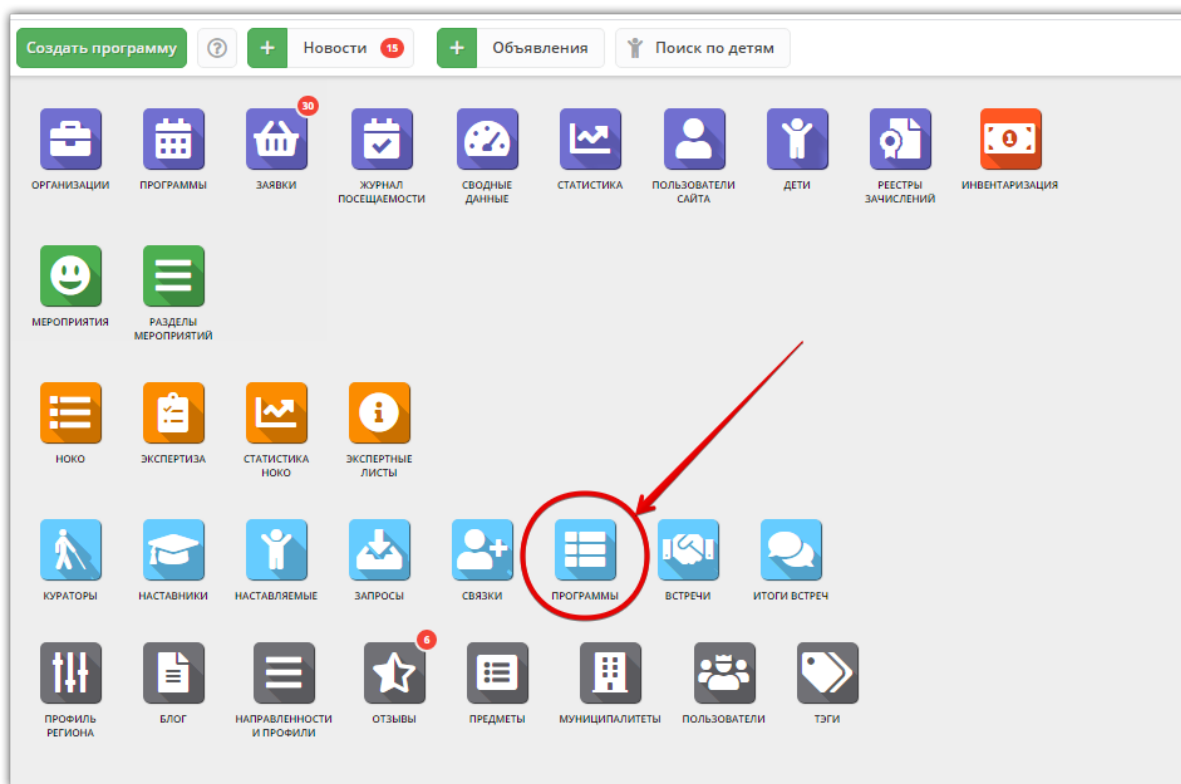 Создать программу
?
+ Новости 15
+ Объявления
Поиск по детям
30
1
ОРГАНИЗАЦИИ
ПРОГРАММЫ
ЗАЯВКИ
ЖУРНАЛ
ПОСЕЩАЕМОСТИ
СВОДНЫЕ
ДАННЫЕ
СТАТИСТИКА
ПОЛЬЗОВАТЕЛИ
САЙТА
ДЕТИ
РЕЕСТРЫ
ЗАЧИСЛЕНИЙ
ИНВЕНТАРИЗАЦИЯ
МЕРОПРИЯТИЯ
РАЗДЕЛЫ
МЕРОПРИЯТИЙ
НОКО
ЭКСПЕРТИЗА
СТАТИСТИКА
НОКО
ЭКСПЕРТНЫЕ
ЛИСТЫ
КУРАТОРЫ
НАСТАВНИКИ
НАСТАВЛЯЕМЫЕ
ЗАПРОСЫ
СВЯЗКИ
ПРОГРАММЫ
ВСТРЕЧИ
ИТОГИ ВСТРЕЧ
6
ПРОФИЛЬ
РЕГИОНА
БЛОГ
НАПРАВЛЕННОСТИ
И ПРОФИЛИ
ОТЗЫВЫ
ПРЕДМЕТЫ
МУНИЦИПАЛИТЕТЫ
ПОЛЬЗОВАТЕЛИ
ТЭГИ